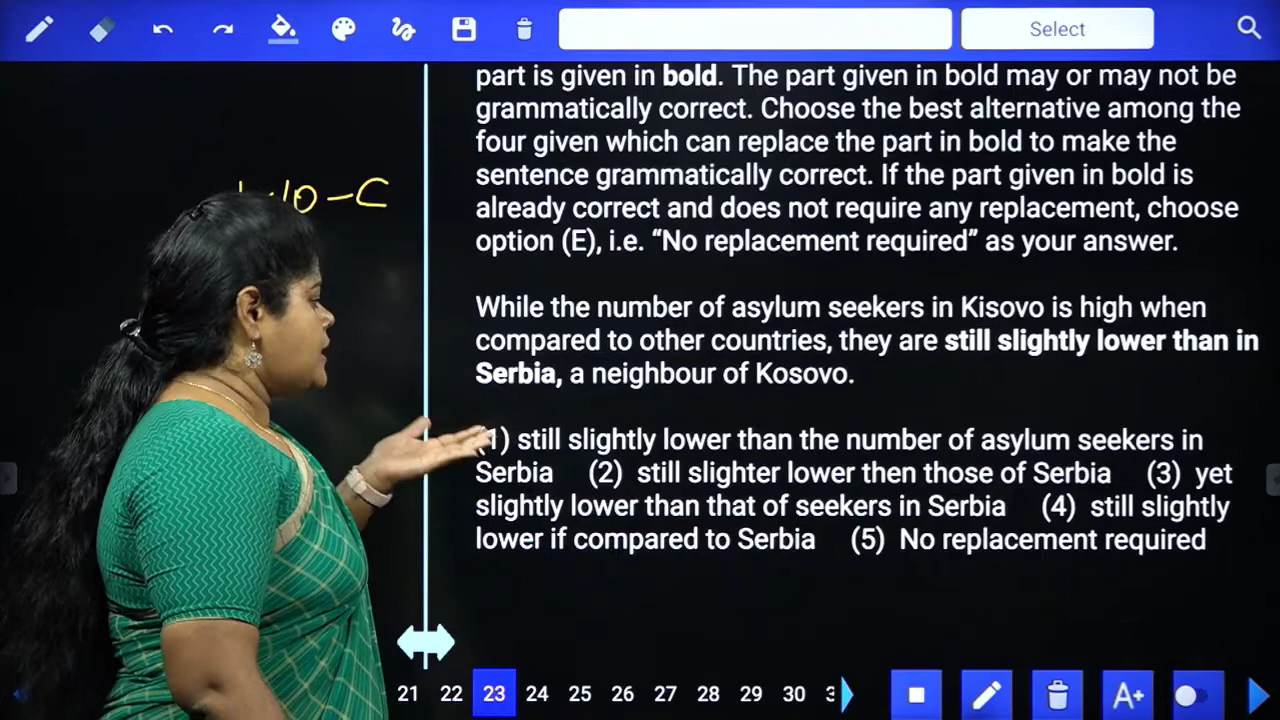 Select
part is given in bold. The part given in bold may or may not be
grammatically correct. Choose the best alternative among the
four given which can replace the part in bold to make the
sentence grammatically correct. If the part given in bold is
already correct and does not require any replacement, choose
option (E), i.e. “No replacement required” as your answer.
While the number of asylum seekers in Kisovo is high when
compared to other countries, they are still slightly lower than in
Serbia, a neighbour of Kosovo.
(1) still slightly lower than the number of asylum seekers in
Serbia (2) still slighter lower then those of Serbia (3) yet
slightly lower than that of seekers in Serbia (4) still slightly
lower if compared to Serbia (5) No replacement required
10 – C
21 22 23 24 25 26 27 28 29 30
A+